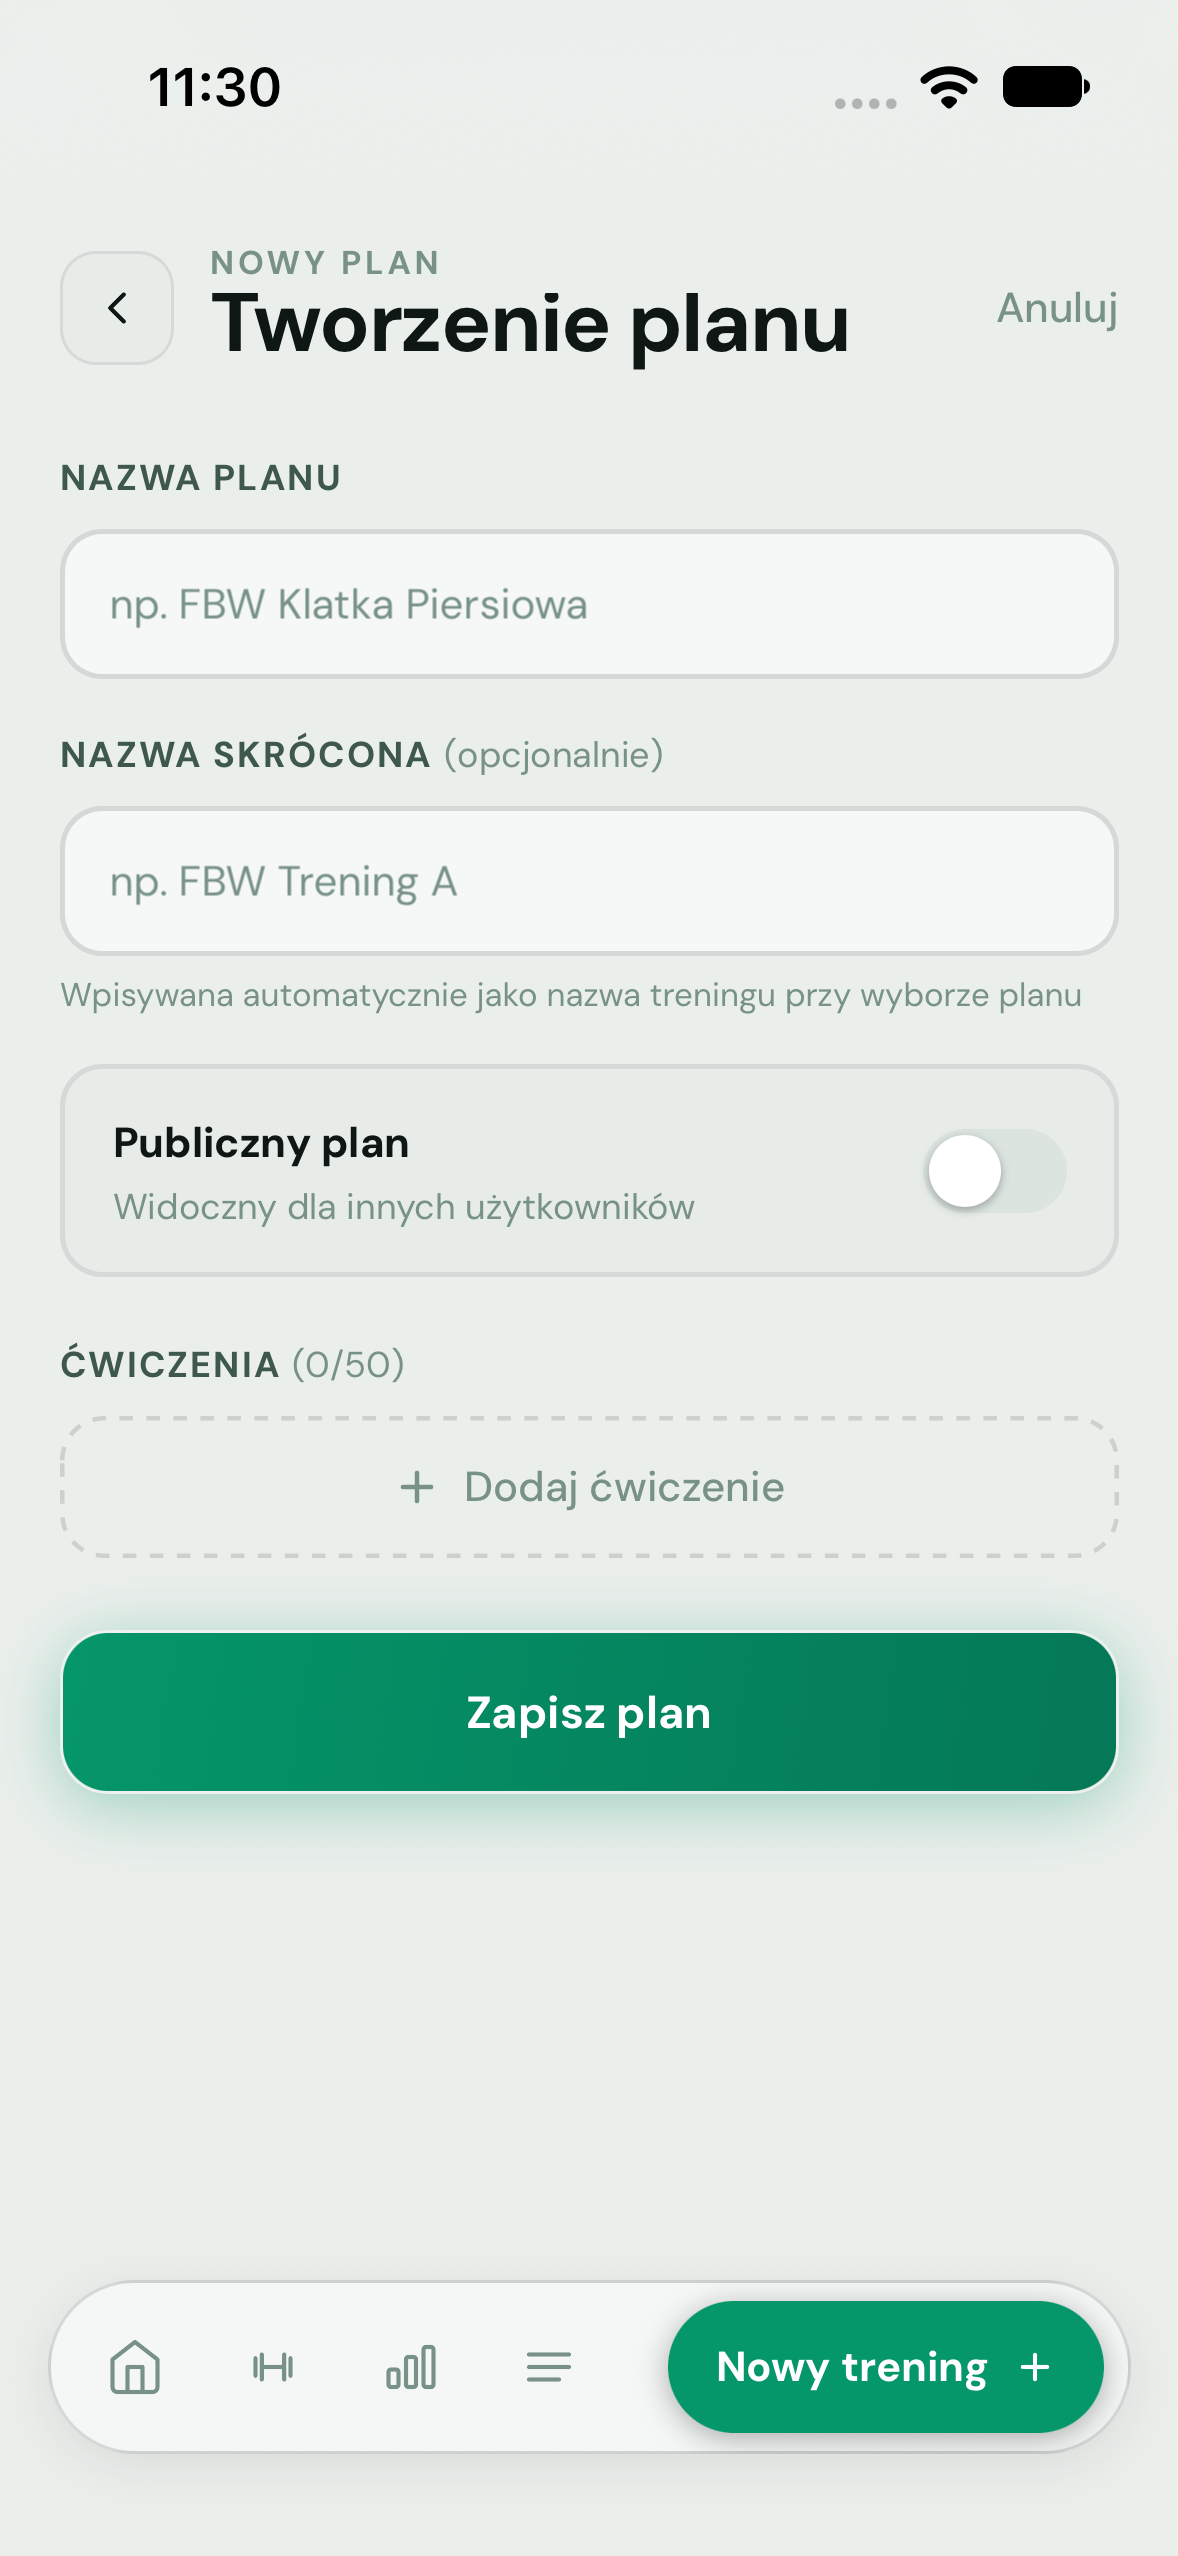 11:30
NOWY PLAN
Tworzenie planu
Anuluj
NAZWA PLANU
np. FBW Klatka Piersiowa
NAZWA SKRÓCONA (opcjonalnie)
np. FBW Trening A
Wpisywana automatycznie jako nazwa treningu przy wyborze planu
Publiczny plan
Widoczny dla innych użytkowników
ĆWICZENIA (0/50)
+ Dodaj ćwiczenie
Zapisz plan
Nowy trening +